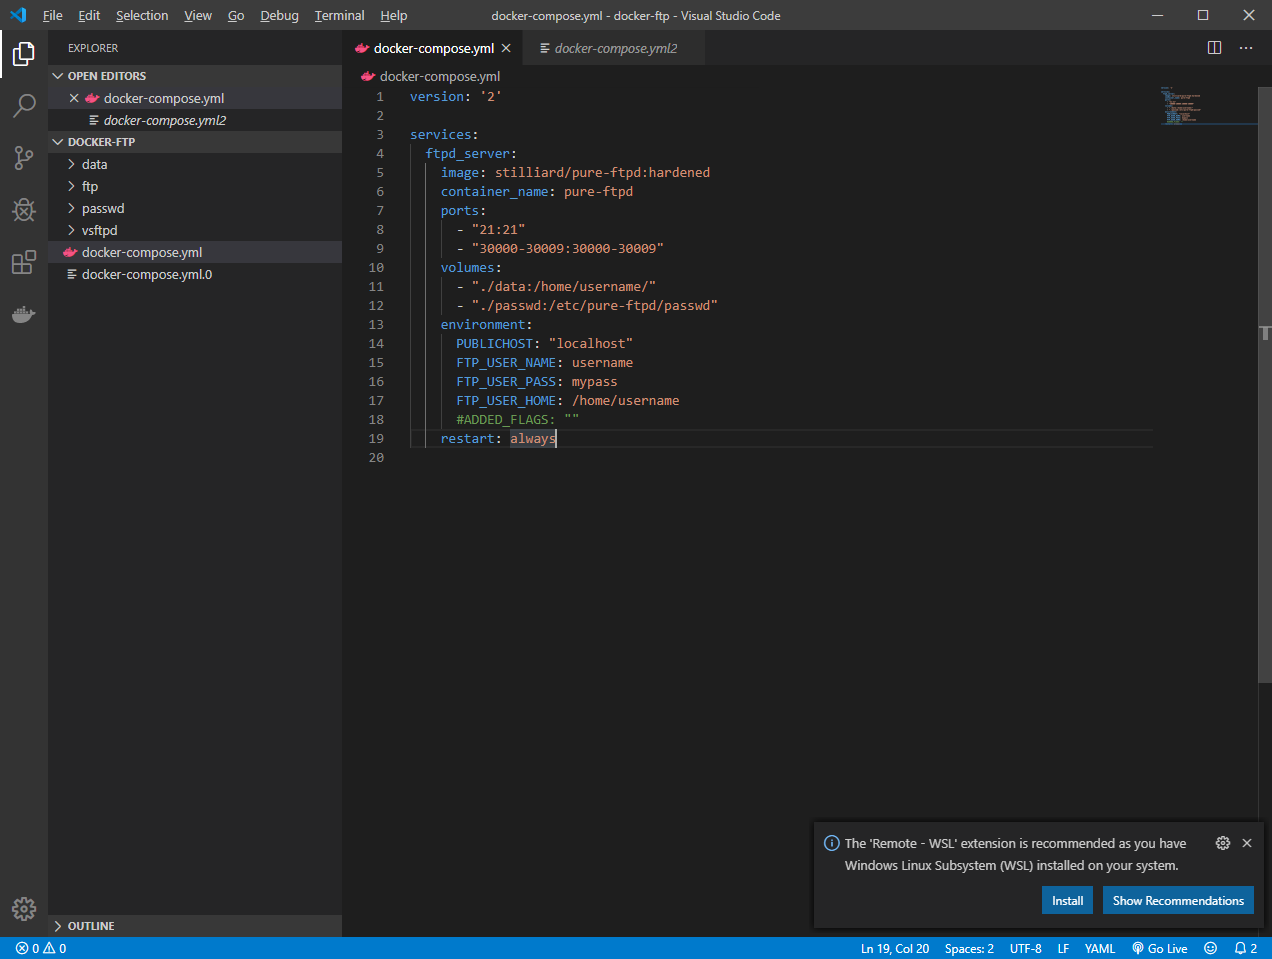 File Edit Selection View Go Debug Terminal Help
docker-compose.yml - docker-ftp - Visual Studio Code
EXPLORER
OPEN EDITORS
docker-compose.yml
docker-compose.yml2
DOCKER-FTP
data
ftp
passwd
vsftpd
docker-compose.yml
docker-compose.yml.0
OUTLINE
docker-compose.yml
docker-compose.yml2
docker-compose.yml
1 version: '2'
2
3 services:
4 ftpd_server:
5 image: stilliard/pure-ftpd:hardened
6 container_name: pure-ftpd
7 ports:
8 - "21:21"
9 - "30000-30009:30000-30009"
10 volumes:
11 - "./data:/home/username/"
12 - "./passwd:/etc/pure-ftpd/passwd"
13 environment:
14 PUBLICHOST: "localhost"
15 FTP_USER_NAME: username
16 FTP_USER_PASS: mypass
17 FTP_USER_HOME: /home/username
18 #ADDED_FLAGS: ""
19 restart: always
20
The 'Remote - WSL' extension is recommended as you have
Windows Linux Subsystem (WSL) installed on your system.
Install
Show Recommendations
0 0
Ln 19, Col 20 Spaces: 2 UTF-8 LF YAML Go Live 2